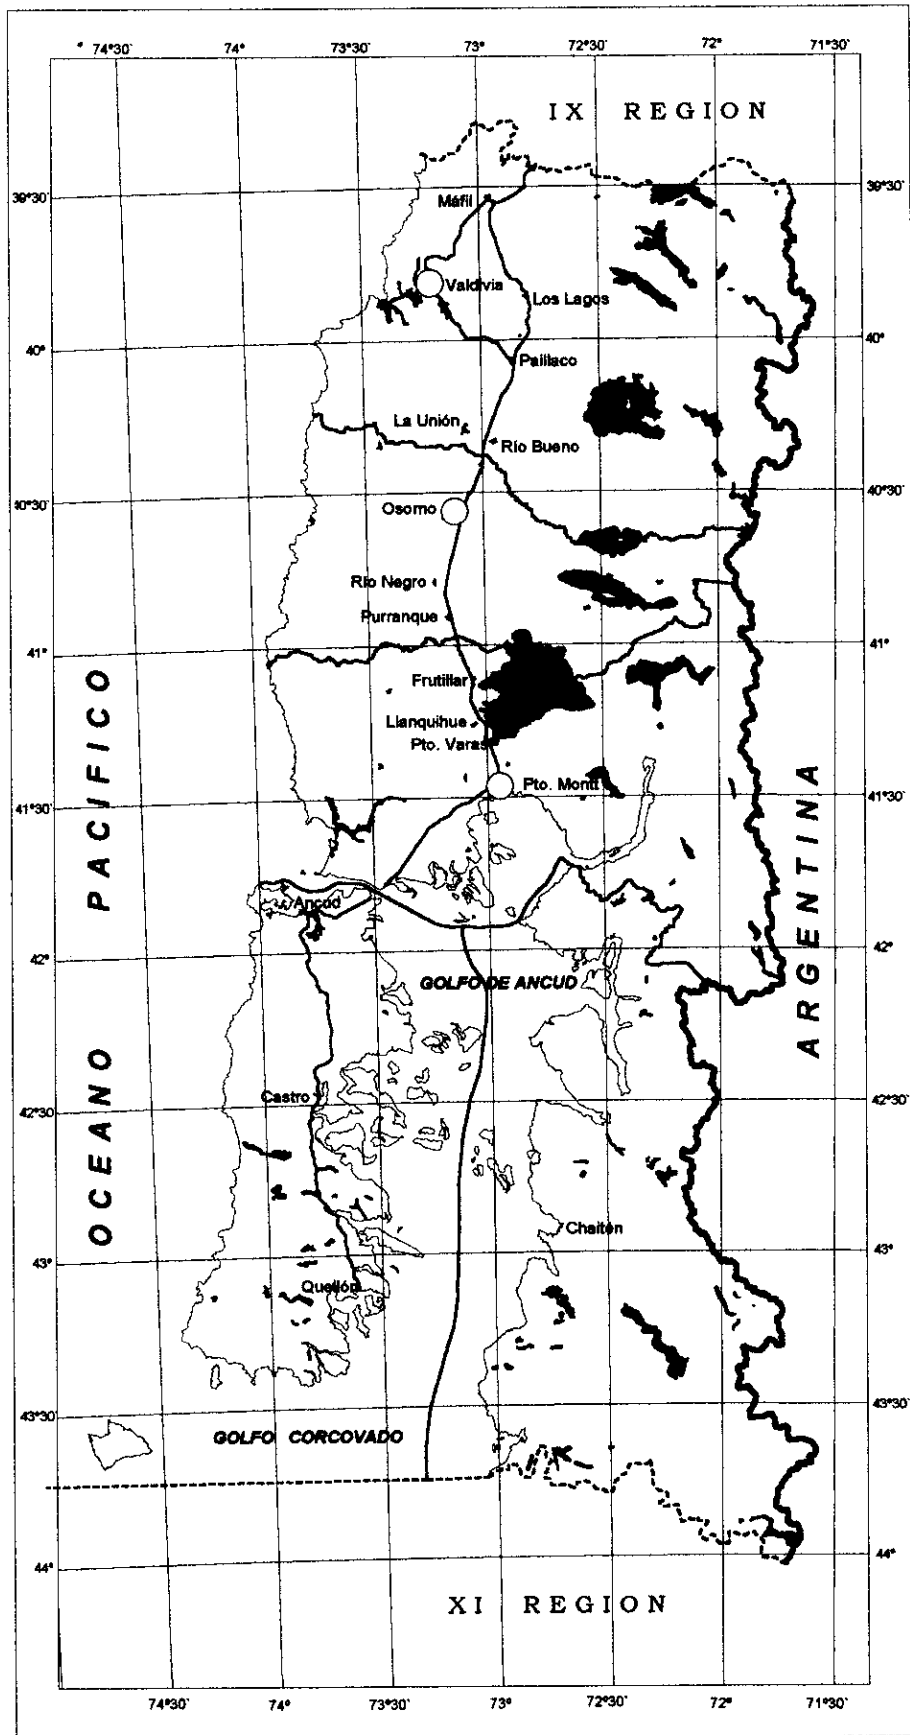 74°30' 74° 73°30' 73° 72°30' 72° 71°30'
IX REGION
39°30' 39°30'
Máfil
Valdivia
Los Lagos
40° 40°
Paillaco
La Unión
Río Bueno
40°30' 40°30'
Osorno
Río Negro
Purranque
41° 41°
Frutillar
Llanquihue
Pto. Varas
Pto. Montt
41°30' 41°30'
OCEANO PACIFICO
ARGENTINA
Ancud
42° 42°
GOLFO DE ANCUD
Castro
42°30' 42°30'
Chaitén
43° 43°
Quellón
43°30' 43°30'
GOLFO CORCOVADO
44° 44°
XI REGION
74°30' 74° 73°30' 73° 72°30' 72° 71°30'